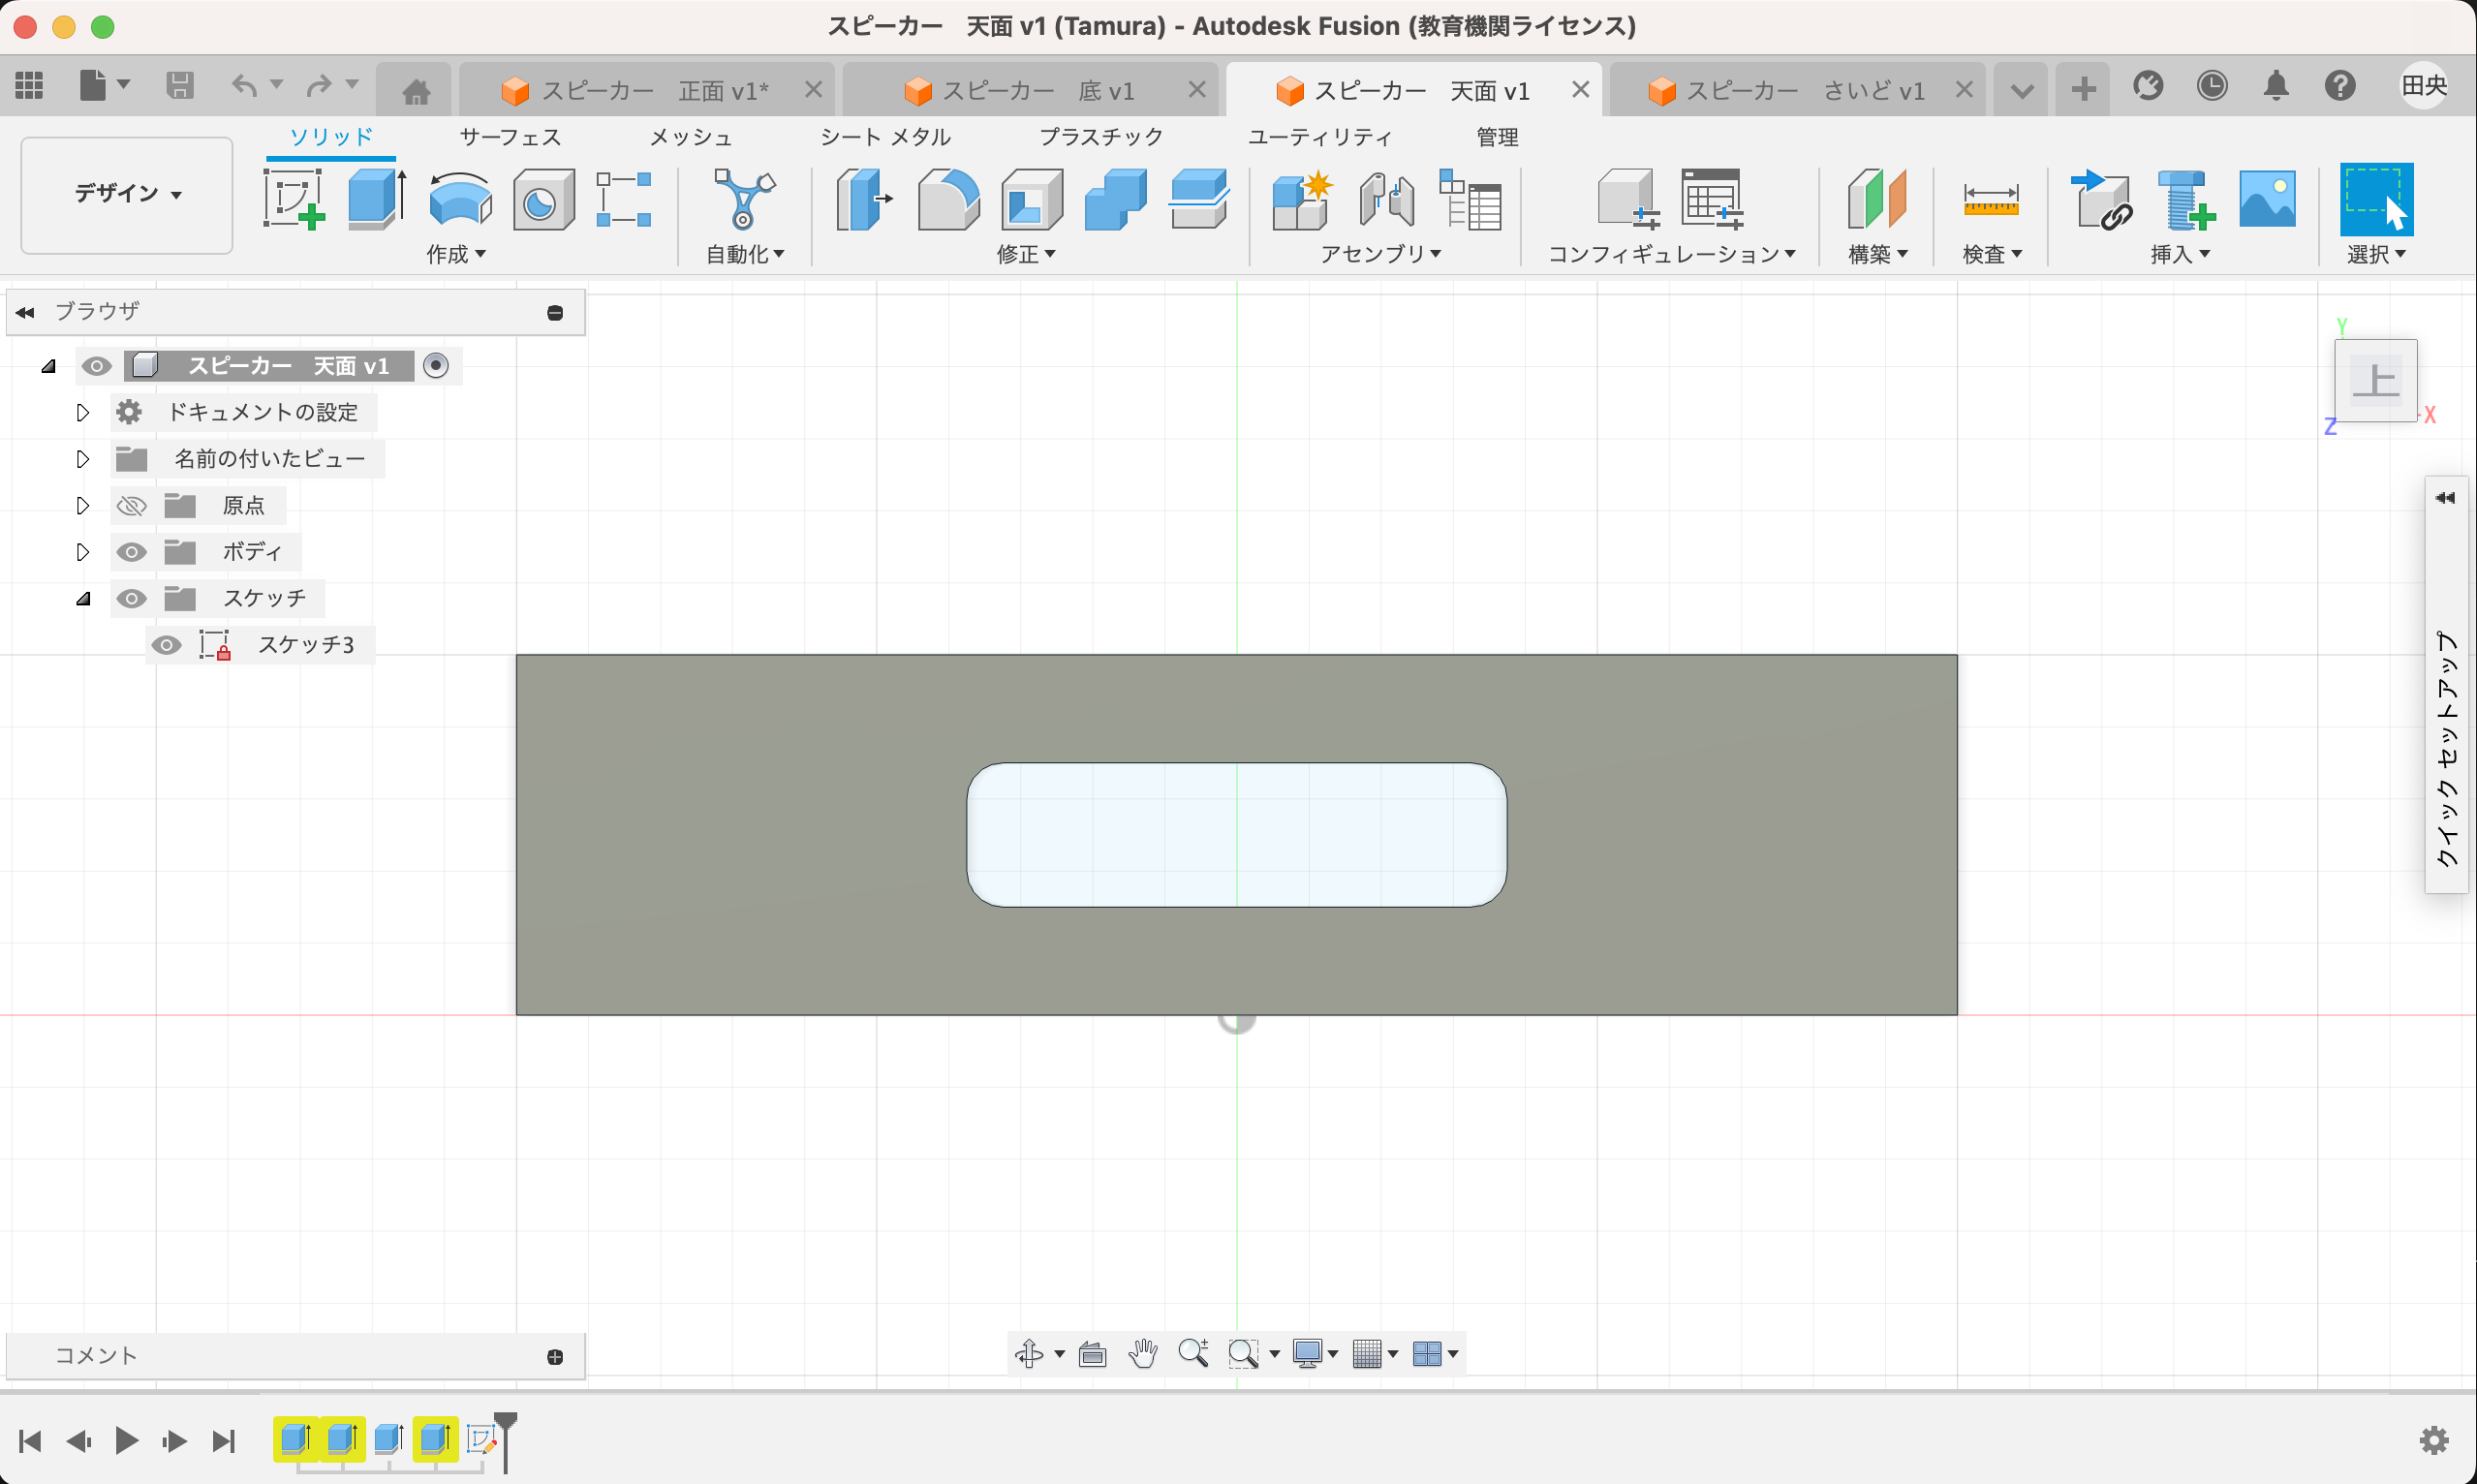 スピーカー　天面 v1 (Tamura) - Autodesk Fusion (教育機関ライセンス)
スピーカー　正面 v1*
スピーカー　底 v1
スピーカー　天面 v1
スピーカー　さいど v1
田央
デザイン
ソリッド
サーフェス
メッシュ
シート メタル
プラスチック
ユーティリティ
管理
作成
自動化
修正
アセンブリ
コンフィギュレーション
構築
検査
挿入
選択
ブラウザ
スピーカー　天面 v1
ドキュメントの設定
名前の付いたビュー
原点
ボディ
スケッチ
スケッチ3
Y
上
Z
X
クイック セットアップ
コメント